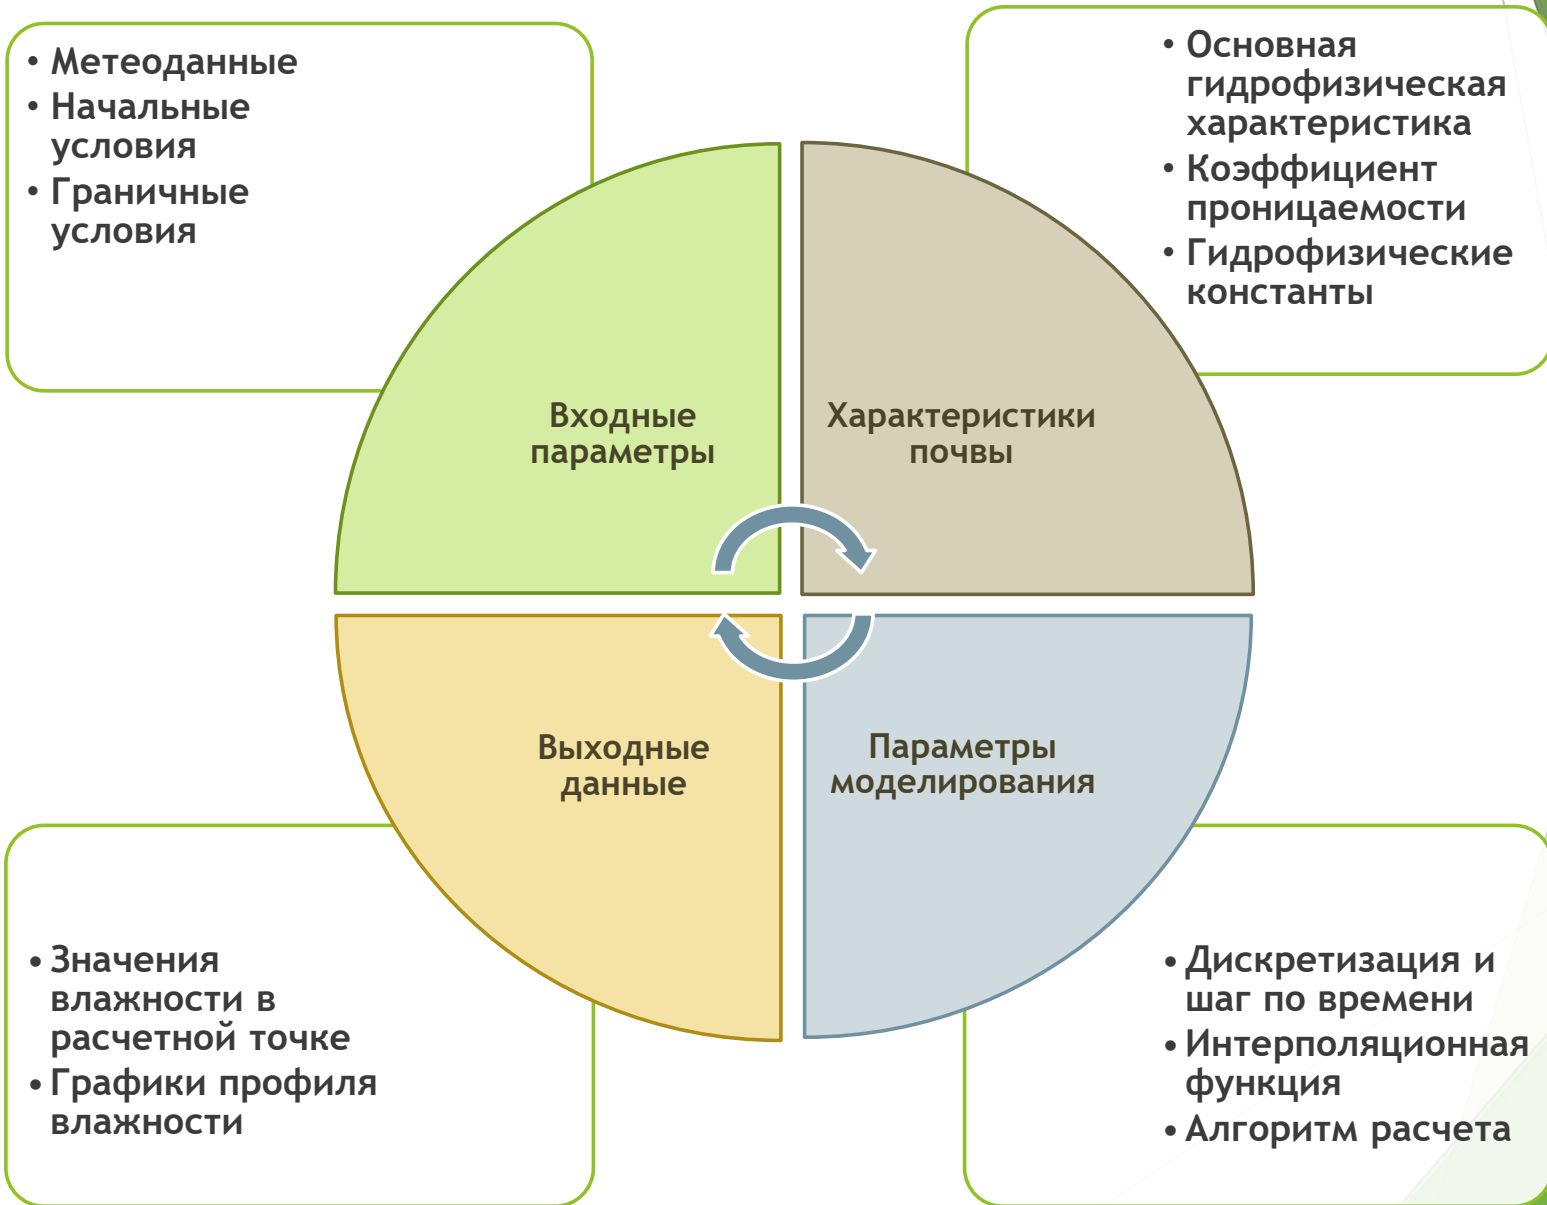 • Метеоданные
• Начальные
условия
• Граничные
условия
• Основная
гидрофизическая
характеристика
• Коэффициент
проницаемости
• Гидрофизические
константы
Входные
параметры
Характеристики
почвы
Выходные
данные
Параметры
моделирования
• Значения
влажности в
расчетной точке
• Графики профиля
влажности
• Дискретизация и
шаг по времени
• Интерполяционная
функция
• Алгоритм расчета